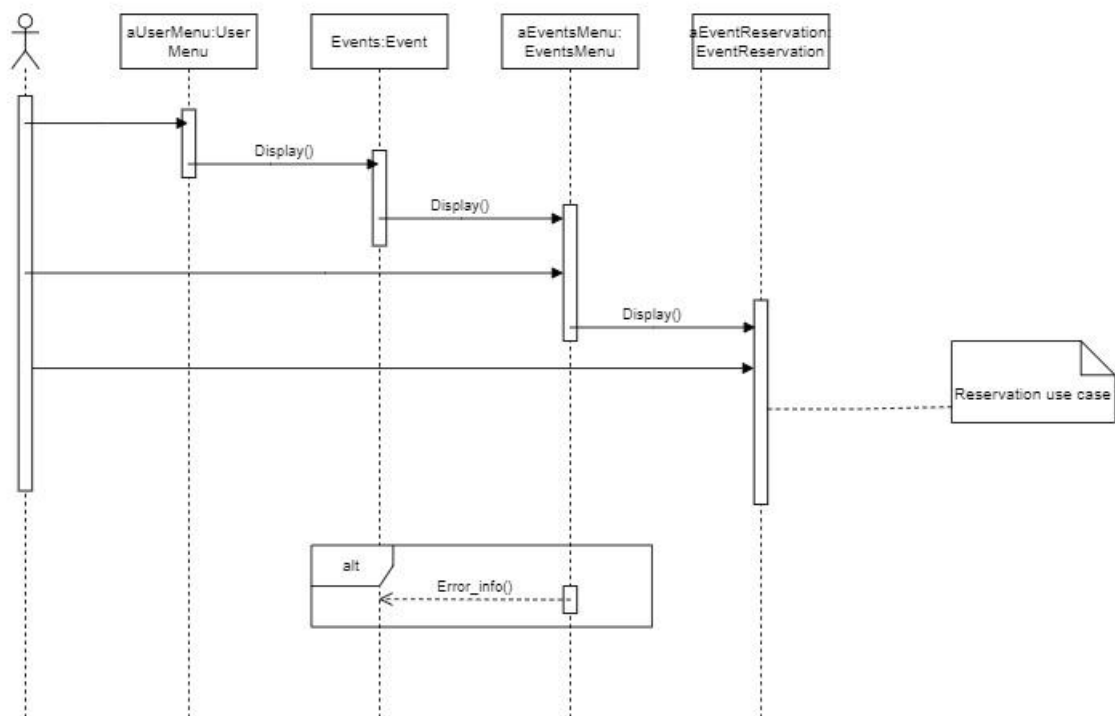 aUserMenu:User
Menu
Events:Event
aEventsMenu:
EventsMenu
aEventReservation:
EventReservation
Display()
Display()
Display()
Reservation use case
alt
Error_info()